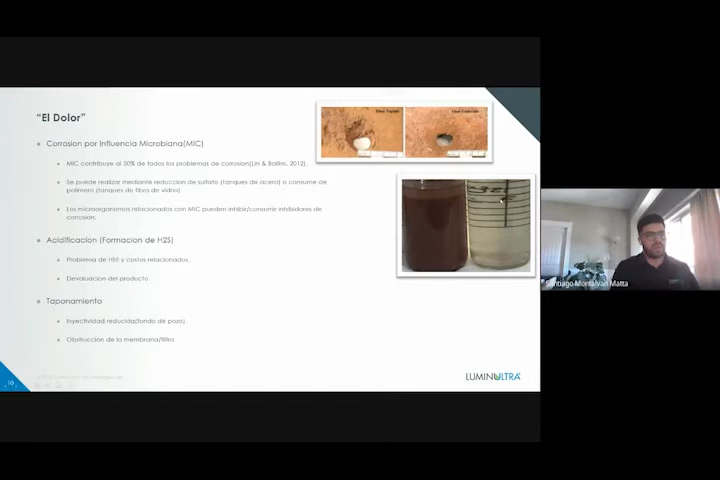 “El Dolor”
Corrosion por Influencia Microbiana(MIC)
MIC contribuye al 50% de todos los problemas de corrosion(Lin & Ballim, 2012).
Se puede realizar mediante reduccion de sulfato (tanques de acero) o consume de
polimero (tanques de fibra de vidrio)
Los microorganismos relacionados con MIC pueden inhibir/consumir inhibidores de
corrosion.
Acidificacion (Formacion de H2S)
Problema de HSE y costos relacionados.
Devaluacion del producto.
Taponamiento
Inyectividad reducida(fondo de pozo).
Obstruccion de la membrana/filtro
10
LUMINULTRA
Santiago Montalvan Matta